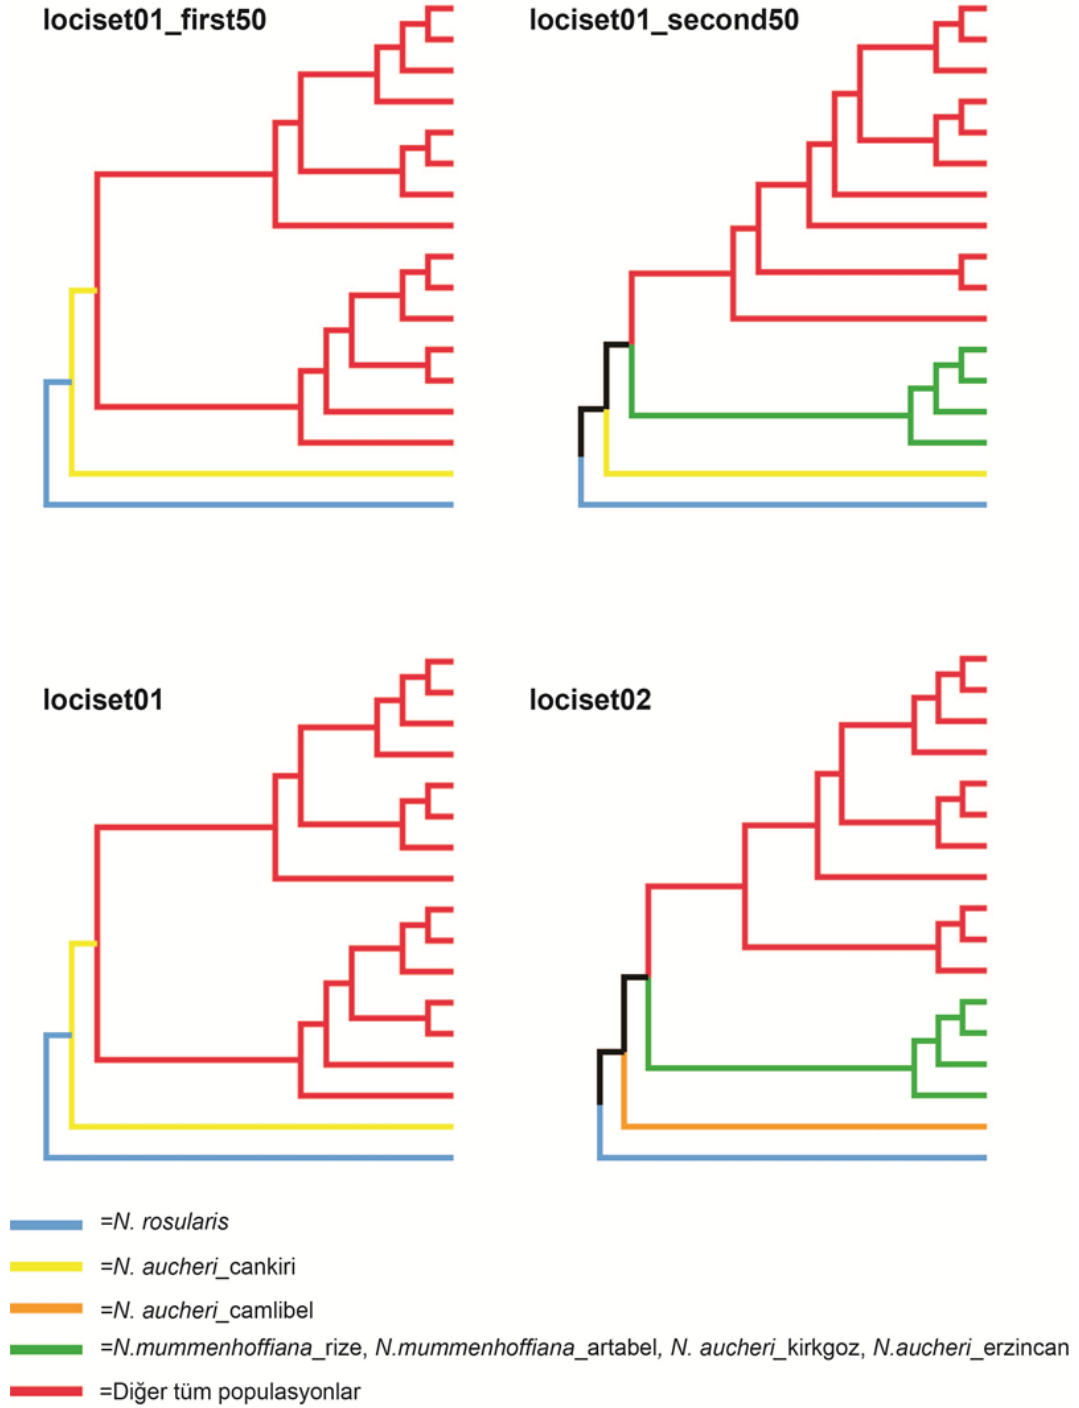 lociset01_first50
lociset01_second50
lociset01
lociset02
=N. rosularis
=N. aucheri_cankiri
=N. aucheri_camlibel
=N.mummenhoffiana_rize, N.mummenhoffiana_artabel, N. aucheri_kirkgoz, N.aucheri_erzincan
=Diğer tüm populasyonlar